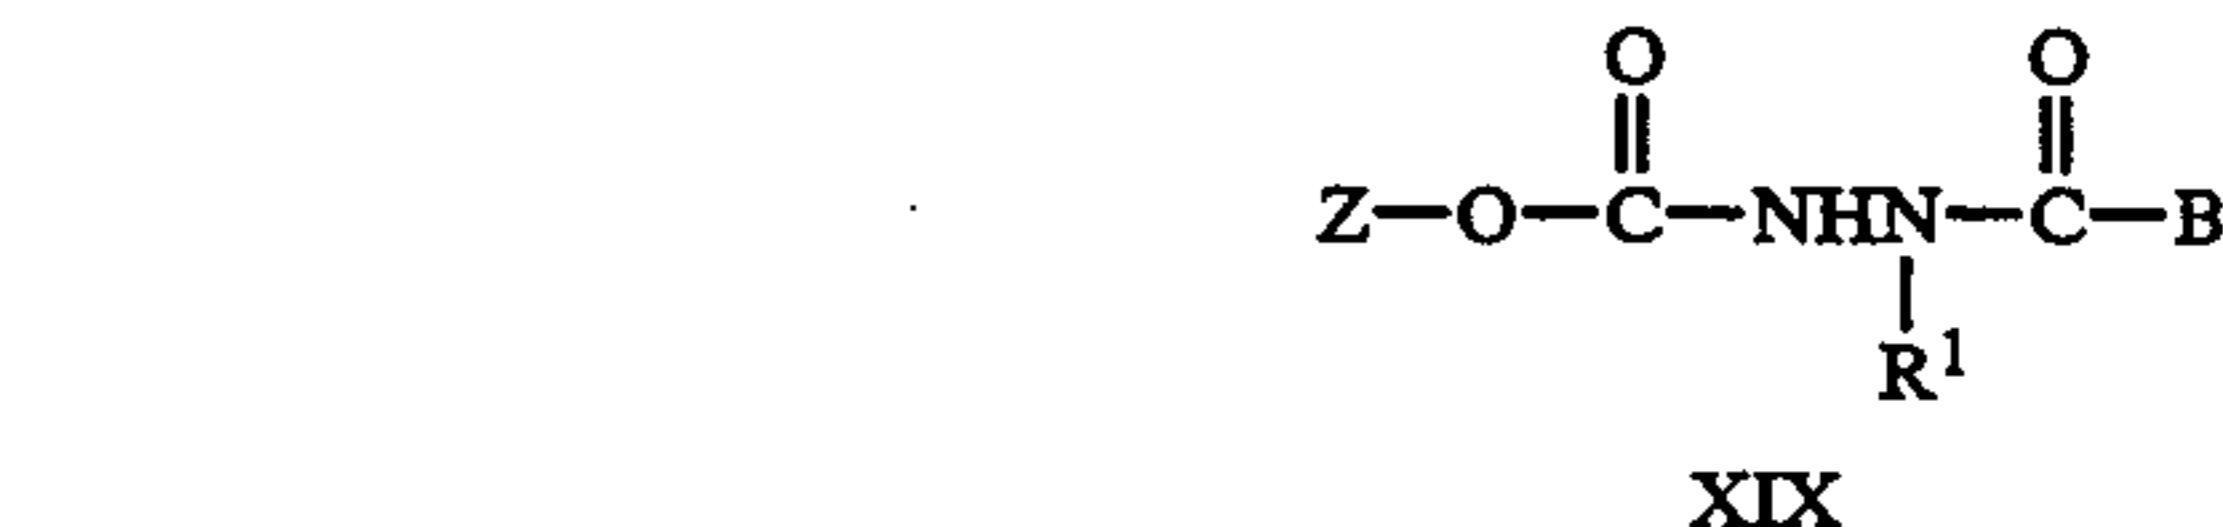 O O
Z—O—C—NHN—C—B
R¹
XIX